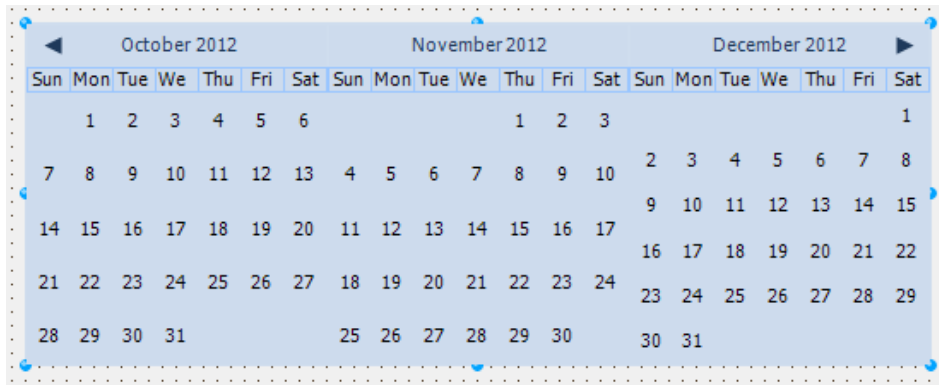 ◄ October 2012 November 2012 December 2012 ►
Sun Mon Tue We Thu Fri Sat Sun Mon Tue We Thu Fri Sat Sun Mon Tue We Thu Fri Sat
1 2 3 4 5 6 1 2 3 1
7 8 9 10 11 12 13 4 5 6 7 8 9 10 2 3 4 5 6 7 8
14 15 16 17 18 19 20 11 12 13 14 15 16 17 9 10 11 12 13 14 15
21 22 23 24 25 26 27 18 19 20 21 22 23 24 16 17 18 19 20 21 22
28 29 30 31 25 26 27 28 29 30 23 24 25 26 27 28 29
30 31